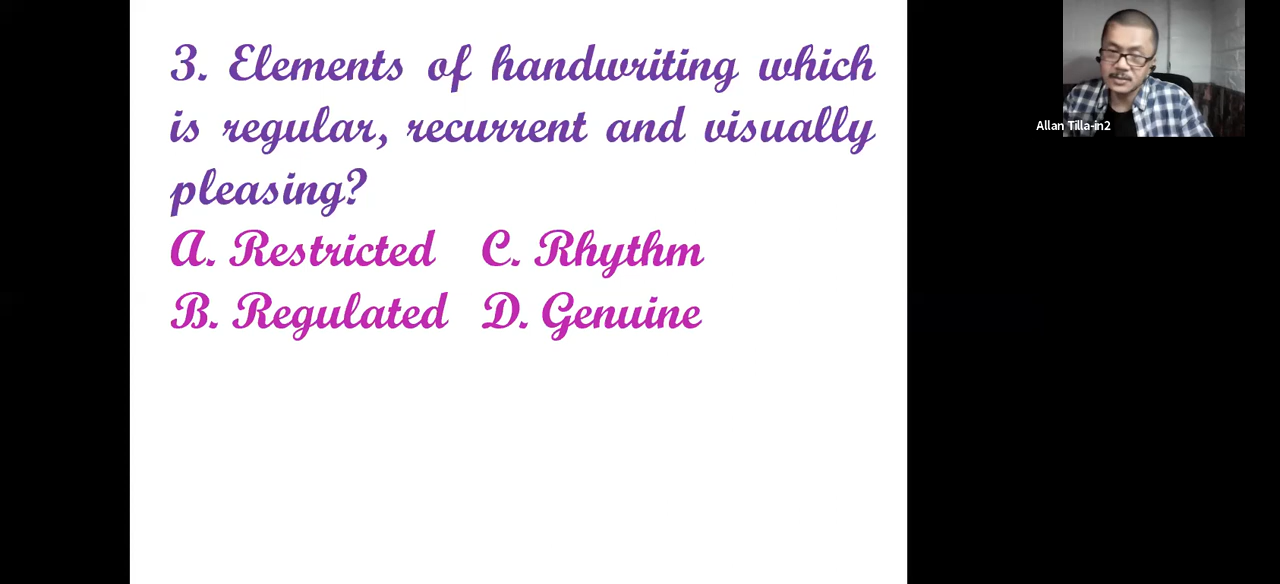 3. Elements of handwriting which
is regular, recurrent and visually
pleasing?
A. Restricted C. Rhythm
B. Regulated D. Genuine
Allan Tilla-in2